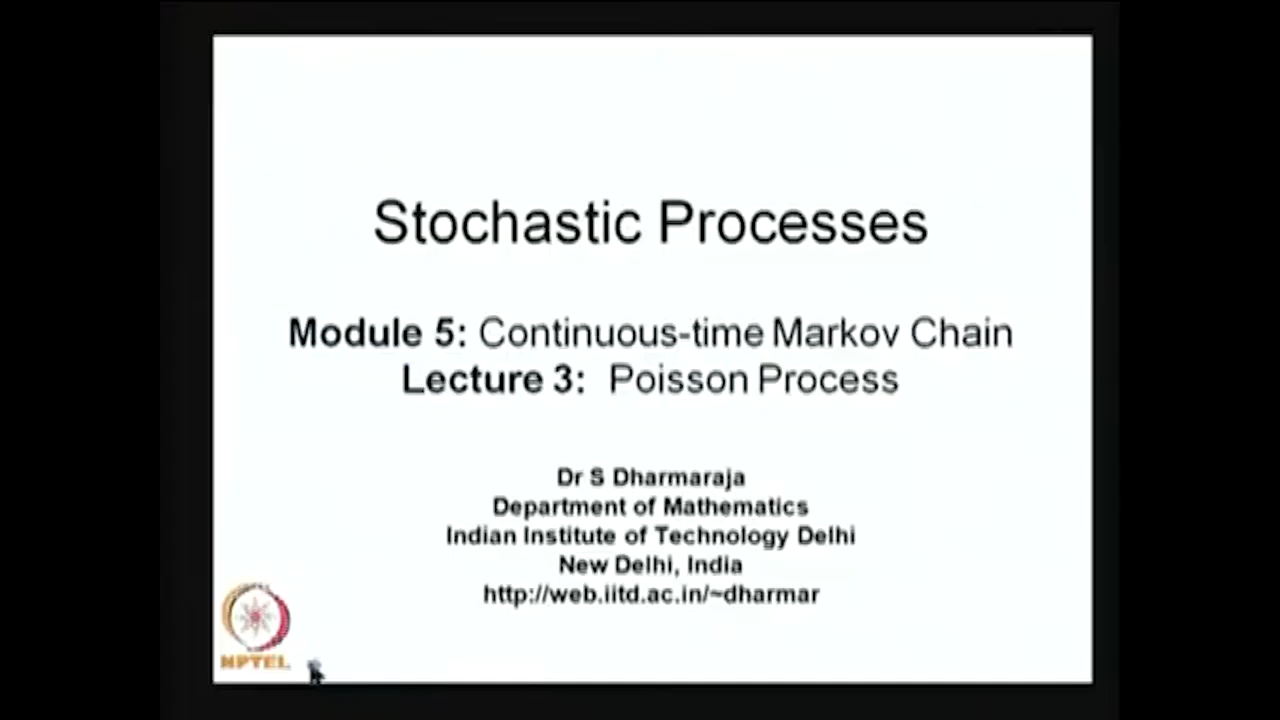 Stochastic Processes
Module 5: Continuous-time Markov Chain
Lecture 3: Poisson Process
Dr S Dharmaraja
Department of Mathematics
Indian Institute of Technology Delhi
New Delhi, India
http://web.iitd.ac.in/~dharmar
NPTEL